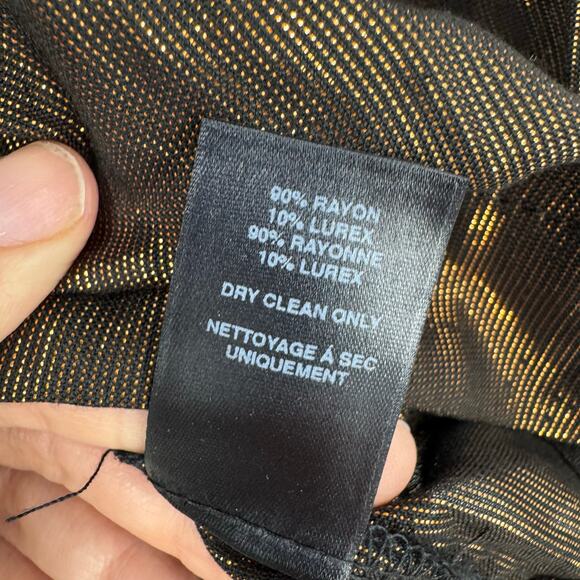 90% RAYON
10% LUREX
90% RAYONNE
10% LUREX
DRY CLEAN ONLY
NETTOYAGE À SEC
UNIQUEMENT